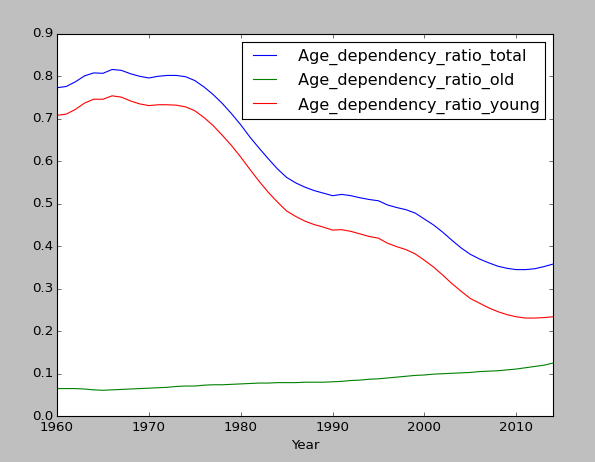 0.9
0.8
0.7
0.6
0.5
0.4
0.3
0.2
0.1
0.0
Age_dependency_ratio_total
Age_dependency_ratio_old
Age_dependency_ratio_young
1960 1970 1980 1990 2000 2010
Year